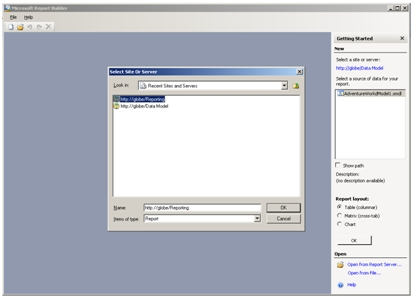 Microsoft Report Builder
File Help
Select Site Or Server
Look in: Recent Sites and Servers
http://globe/Reporting
http://globe/Data Model
Name: http://globe/Reporting OK
Items of type: Report Cancel
Getting Started
New
Select a site or server:
http://globe/Data Model
Select a source of data for your
report.
Show path
Description:
(no description available)
Report layout:
Table (columnar)
Matrix (cross-tab)
Chart
OK
Open
Open from Report Server...
Open from File...
Help